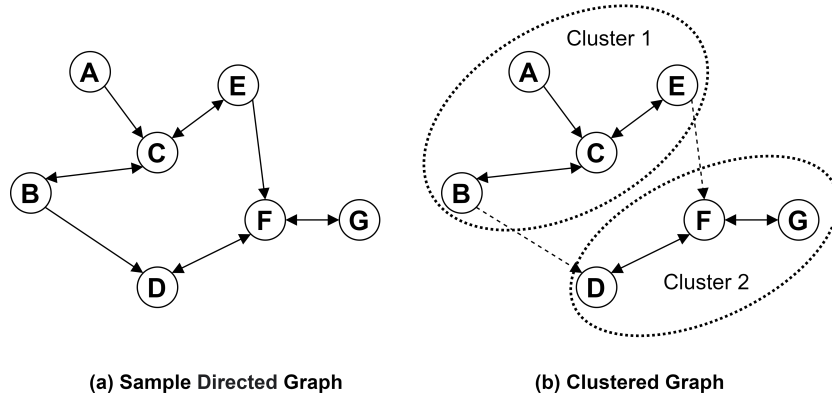 A
E
C
B
F
G
D
(a) Sample Directed Graph
Cluster 1
A
E
C
B
F
G
D
Cluster 2
(b) Clustered Graph